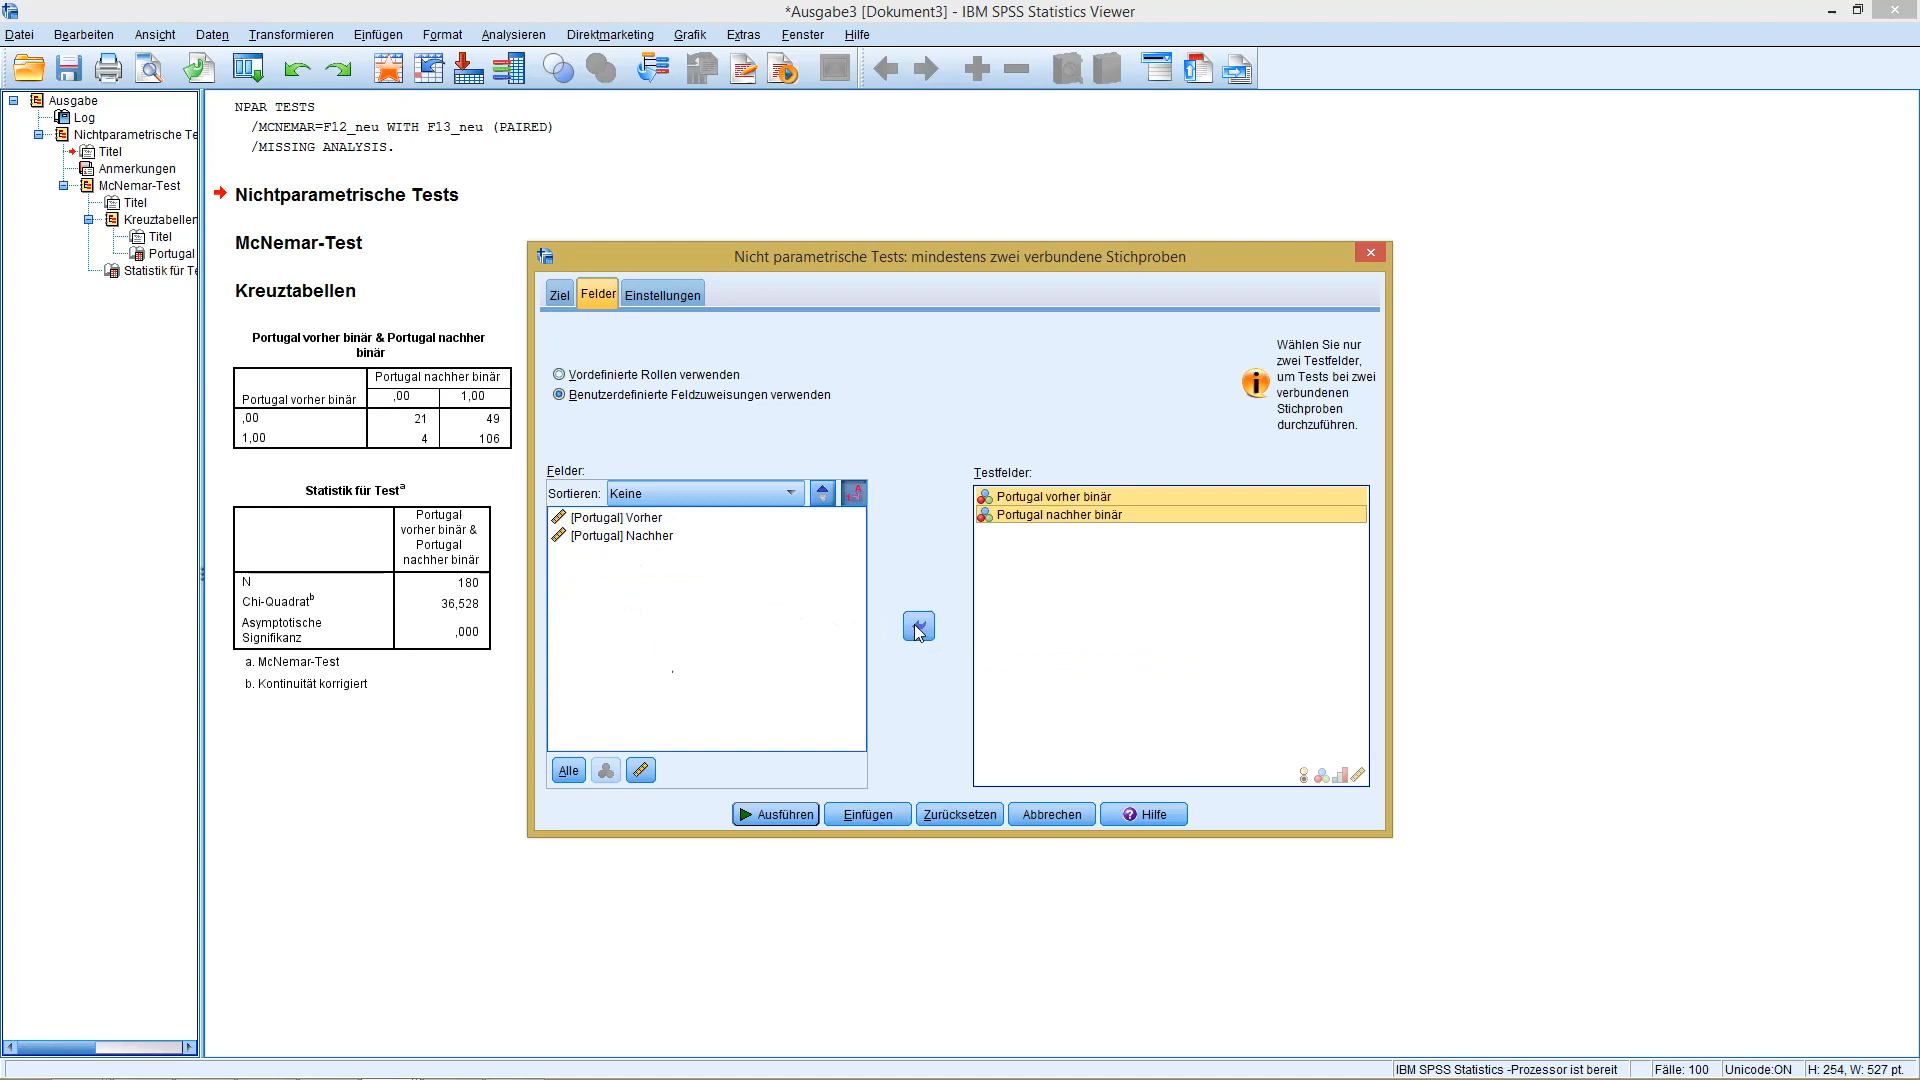 *Ausgabe3 [Dokument3] - IBM SPSS Statistics Viewer
Datei Bearbeiten Ansicht Daten Transformieren Einfügen Format Analysieren Direktmarketing Grafik Extras Fenster Hilfe
Ausgabe
Log
Nichtparametrische Te
Titel
Anmerkungen
McNemar-Test
Titel
Kreuztabellen
Titel
Portugal
Statistik für Te
NPAR TESTS
/MCNEMAR=F12_neu WITH F13_neu (PAIRED)
/MISSING ANALYSIS.
Nichtparametrische Tests
McNemar-Test
Kreuztabellen
Portugal vorher binär & Portugal nachher
binär
Portugal nachher binär
Portugal vorher binär ,00 1,00
,00 21 49
1,00 4 106
Statistik für Testa
Portugal
vorher binär &
Portugal
nachher binär
N 180
Chi-Quadratb 36,528
Asymptotische
Signifikanz ,000
a. McNemar-Test
b. Kontinuität korrigiert
Nicht parametrische Tests: mindestens zwei verbundene Stichproben
Ziel Felder Einstellungen
Vordefinierte Rollen verwenden
Benutzerdefinierte Feldzuweisungen verwenden
Wählen Sie nur
zwei Testfelder,
um Tests bei zwei
verbundenen
Stichproben
durchzuführen.
Felder:
Sortieren: Keine
[Portugal] Vorher
[Portugal] Nachher
Alle
Testfelder:
Portugal vorher binär
Portugal nachher binär
Ausführen Einfügen Zurücksetzen Abbrechen Hilfe
IBM SPSS Statistics -Prozessor ist bereit Fälle: 100 Unicode:ON H: 254, W: 527 pt.